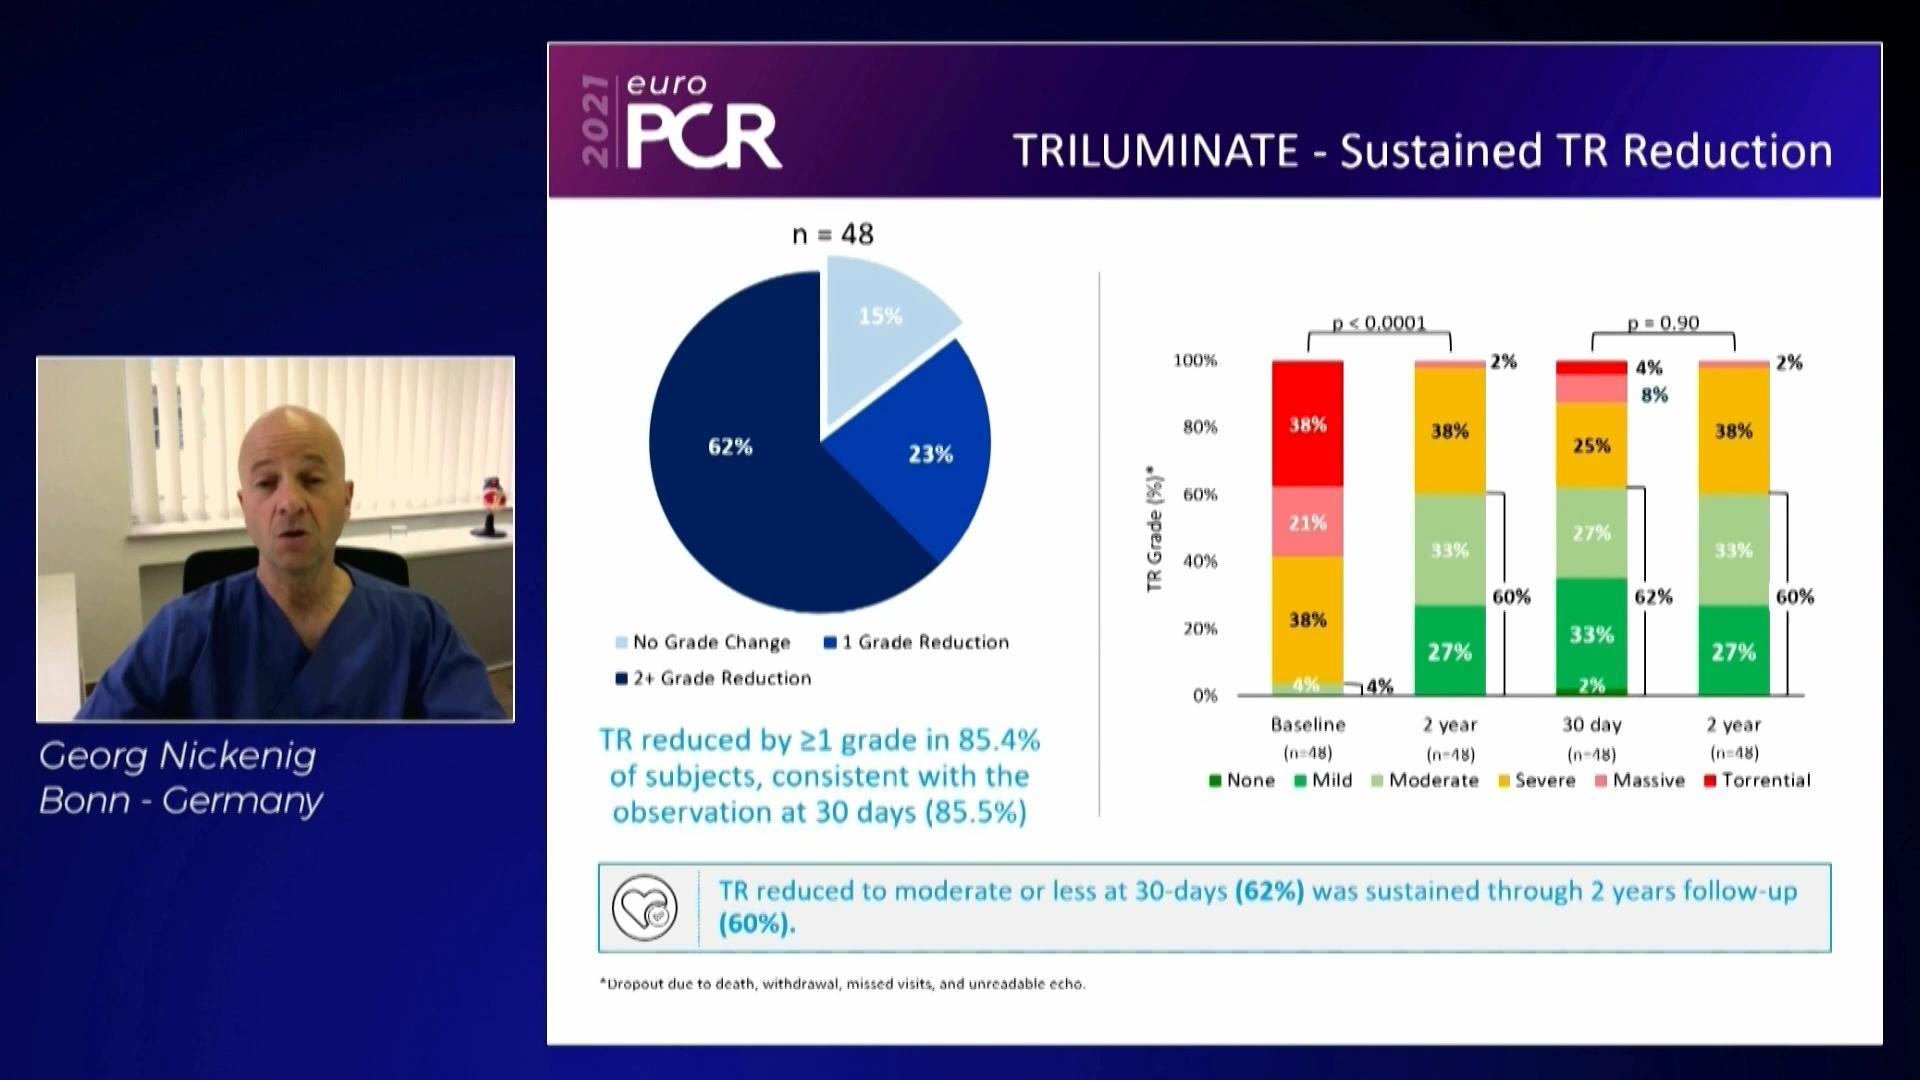 2021
euro
PCR
TRILUMINATE - Sustained TR Reduction
n = 48
15%
62%
23%
No Grade Change
1 Grade Reduction
2+ Grade Reduction
TR reduced by ≥1 grade in 85.4%
of subjects, consistent with the
observation at 30 days (85.5%)
p < 0.0001
p = 0.90
TR Grade (%)*
100%
80%
60%
40%
20%
0%
38%
21%
38%
4%
4%
2%
38%
33%
27%
60%
4%
8%
25%
27%
33%
2%
62%
2%
38%
33%
27%
60%
Baseline
(n=48)
2 year
(n=48)
30 day
(n=48)
2 year
(n=48)
None Mild Moderate Severe Massive Torrential
TR reduced to moderate or less at 30-days (62%) was sustained through 2 years follow-up
(60%).
*Dropout due to death, withdrawal, missed visits, and unreadable echo.
Georg Nickenig
Bonn - Germany